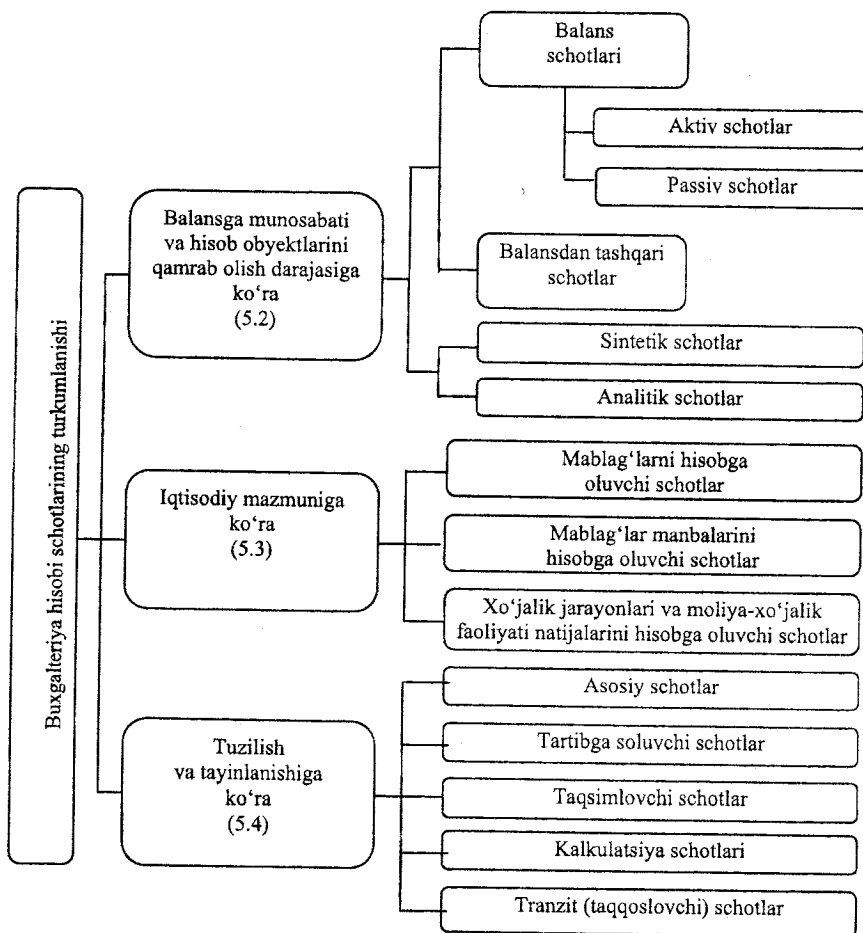 Buxgalteriya hisobi schotlarining turkumlanishi
Balansga munosabati
va hisob obyektlarini
qamrab olish darajasiga
ko‘ra
(5.2)
Balans
schotlari
Aktiv schotlar
Passiv schotlar
Balansdan tashqari
schotlar
Sintetik schotlar
Analitik schotlar
Iqtisodiy mazmuniga
ko‘ra
(5.3)
Mablag‘larni hisobga
oluvchi schotlar
Mablag‘lar manbalarini
hisobga oluvchi schotlar
Xo‘jalik jarayonlari va moliya-xo‘jalik
faoliyati natijalarini hisobga oluvchi schotlar
Tuzilish
va tayinlanishiga
ko‘ra
(5.4)
Asosiy schotlar
Tartibga soluvchi schotlar
Taqsimlovchi schotlar
Kalkulatsiya schotlari
Tranzit (taqqoslovchi) schotlar